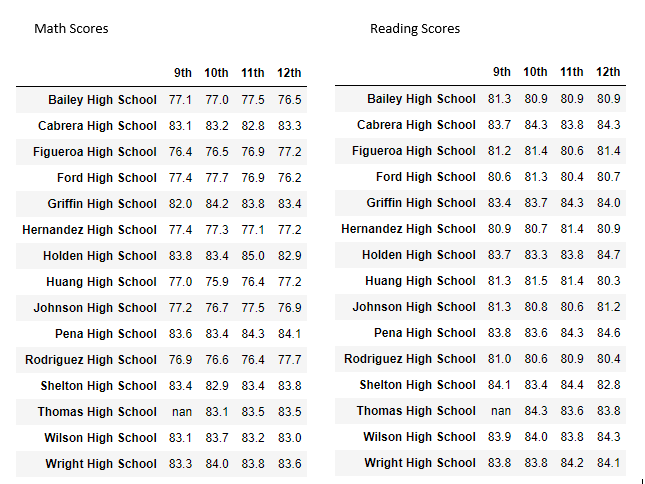 Math Scores
9th 10th 11th 12th
Bailey High School 77.1 77.0 77.5 76.5
Cabrera High School 83.1 83.2 82.8 83.3
Figueroa High School 76.4 76.5 76.9 77.2
Ford High School 77.4 77.7 76.9 76.2
Griffin High School 82.0 84.2 83.8 83.4
Hernandez High School 77.4 77.3 77.1 77.2
Holden High School 83.8 83.4 85.0 82.9
Huang High School 77.0 75.9 76.4 77.2
Johnson High School 77.2 76.7 77.5 76.9
Pena High School 83.6 83.4 84.3 84.1
Rodriguez High School 76.9 76.6 76.4 77.7
Shelton High School 83.4 82.9 83.4 83.8
Thomas High School nan 83.1 83.5 83.5
Wilson High School 83.1 83.7 83.2 83.0
Wright High School 83.3 84.0 83.8 83.6
Reading Scores
9th 10th 11th 12th
Bailey High School 81.3 80.9 80.9 80.9
Cabrera High School 83.7 84.3 83.8 84.3
Figueroa High School 81.2 81.4 80.6 81.4
Ford High School 80.6 81.3 80.4 80.7
Griffin High School 83.4 83.7 84.3 84.0
Hernandez High School 80.9 80.7 81.4 80.9
Holden High School 83.7 83.3 83.8 84.7
Huang High School 81.3 81.5 81.4 80.3
Johnson High School 81.3 80.8 80.6 81.2
Pena High School 83.8 83.6 84.3 84.6
Rodriguez High School 81.0 80.6 80.9 80.4
Shelton High School 84.1 83.4 84.4 82.8
Thomas High School nan 84.3 83.6 83.8
Wilson High School 83.9 84.0 83.8 84.3
Wright High School 83.8 83.8 84.2 84.1